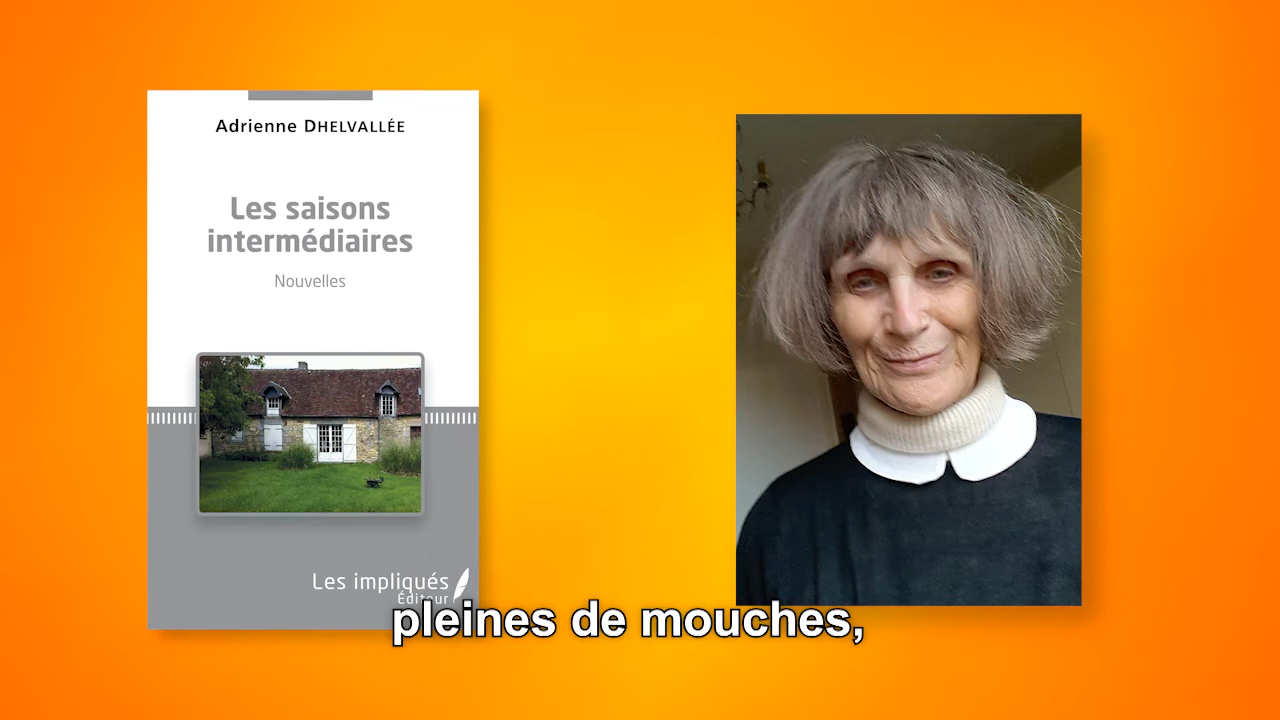 Adrienne DHELVALLÉE
Les saisons
intermédiaires
Nouvelles
Les impliqués
Éditeur
pleines de mouches,